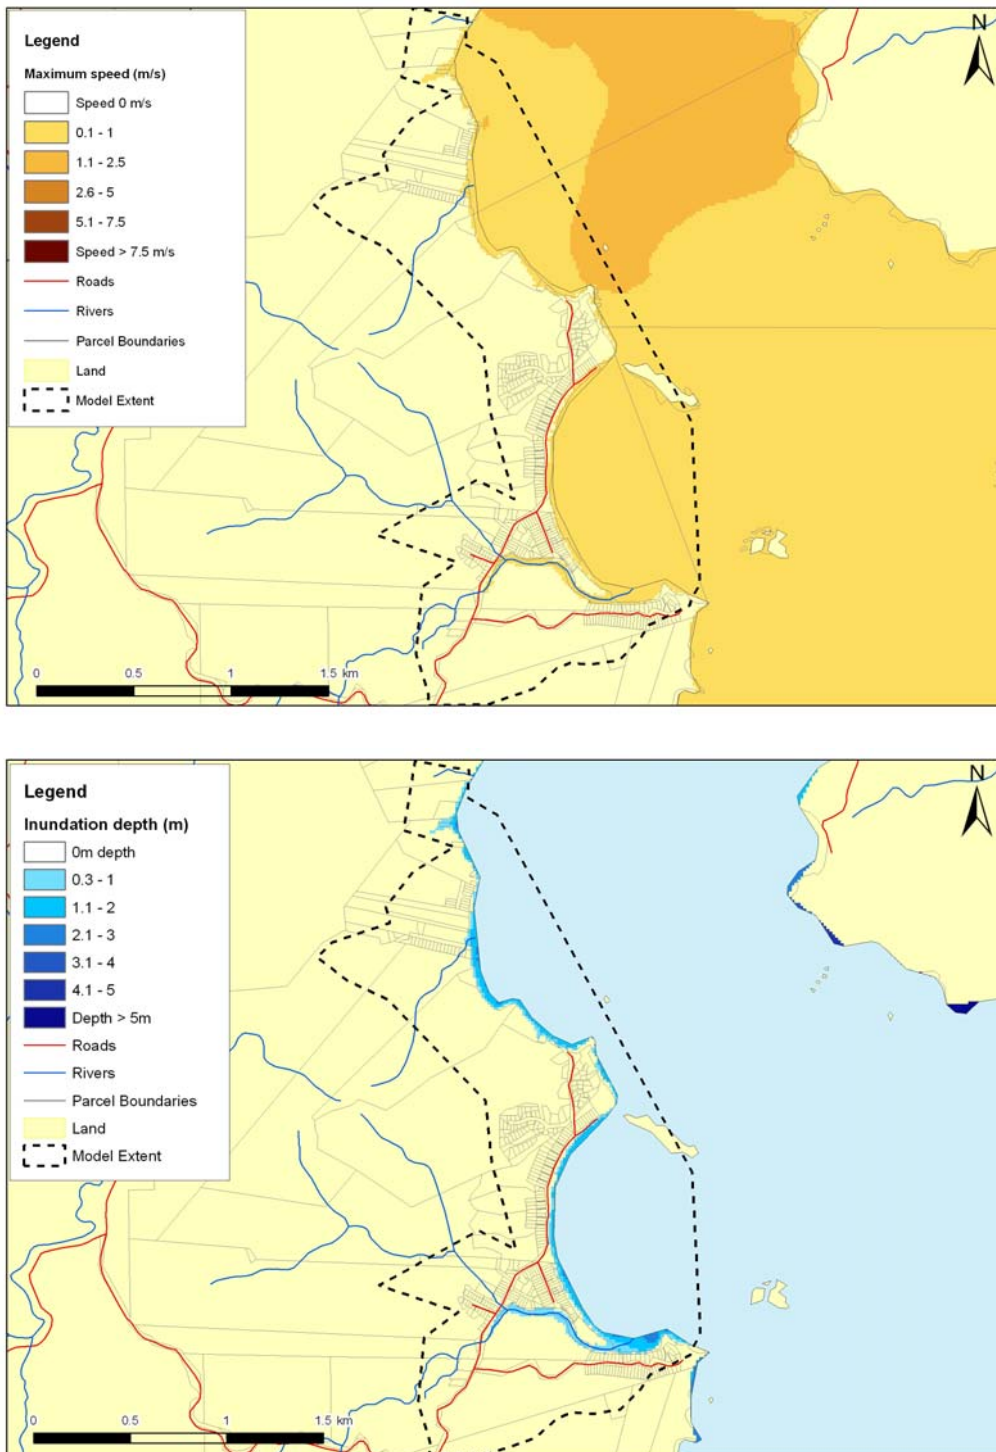 N
Legend
Maximum speed (m/s)
Speed 0 m/s
0.1 - 1
1.1 - 2.5
2.6 - 5
5.1 - 7.5
Speed > 7.5 m/s
Roads
Rivers
Parcel Boundaries
Land
Model Extent
0 0.5 1 1.5 km
N
Legend
Inundation depth (m)
0m depth
0.3 - 1
1.1 - 2
2.1 - 3
3.1 - 4
4.1 - 5
Depth > 5m
Roads
Rivers
Parcel Boundaries
Land
Model Extent
0 0.5 1 1.5 km